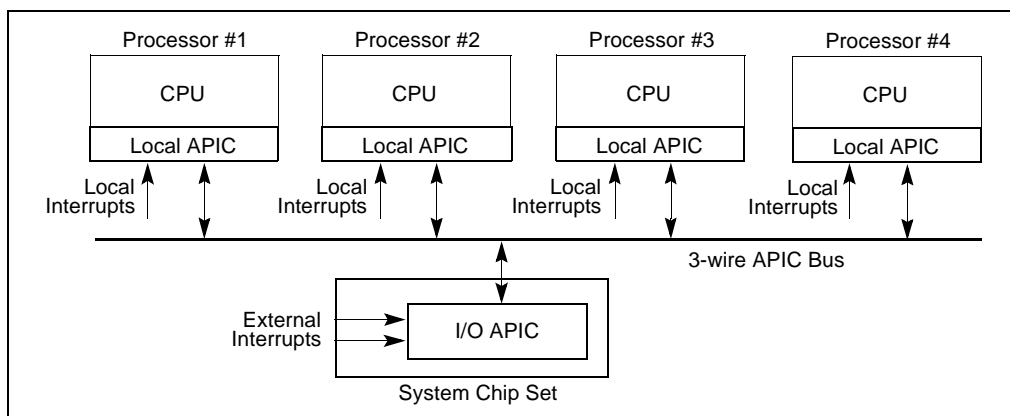 Processor #1
Processor #2
Processor #3
Processor #4
CPU
CPU
CPU
CPU
Local APIC
Local APIC
Local APIC
Local APIC
Local
Interrupts
Local
Interrupts
Local
Interrupts
Local
Interrupts
3-wire APIC Bus
External
Interrupts
I/O APIC
System Chip Set